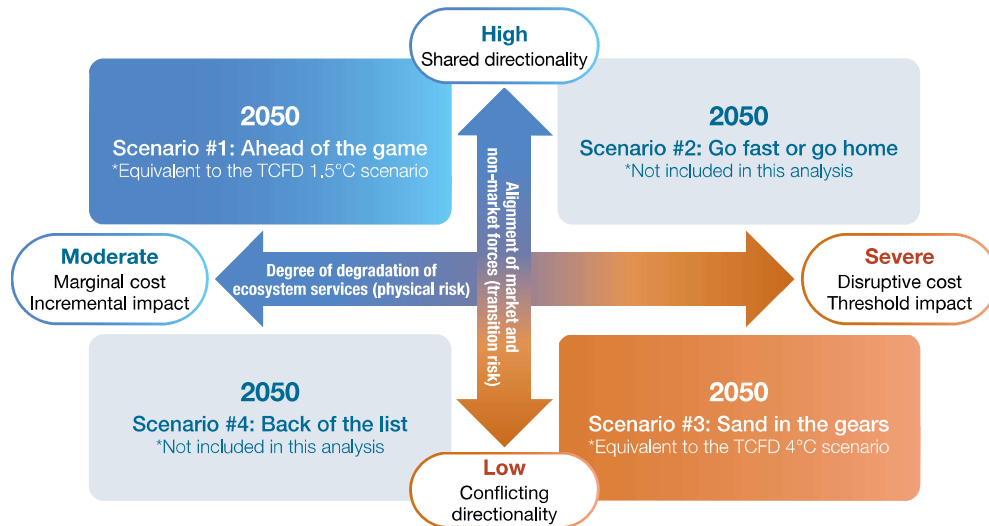 High
Shared directionality
2050
Scenario #1: Ahead of the game
*Equivalent to the TCFD 1.5°C scenario
2050
Scenario #2: Go fast or go home
*Not included in this analysis
Alignment of market and
non-market forces (transition risk)
Moderate
Marginal cost
Incremental impact
Degree of degradation of
ecosystem services (physical risk)
Severe
Disruptive cost
Threshold impact
2050
Scenario #4: Back of the list
*Not included in this analysis
2050
Scenario #3: Sand in the gears
*Equivalent to the TCFD 4°C scenario
Low
Conflicting
directionality